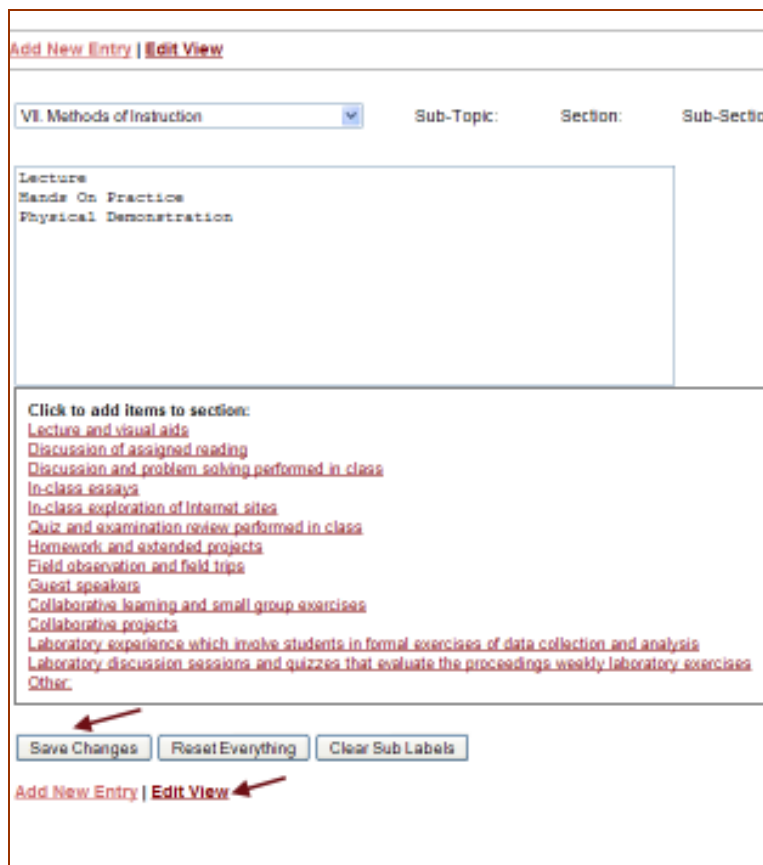 Add New Entry | Edit View
VII. Methods of Instruction Sub-Topic: Section: Sub-Sectio
Lecture
Hands On Practice
Physical Demonstration
Click to add items to section:
Lecture and visual aids
Discussion of assigned reading
Discussion and problem solving performed in class
In-class essays
In-class exploration of Internet sites
Quiz and examination review performed in class
Homework and extended projects
Field observation and field trips
Guest speakers
Collaborative learning and small group exercises
Collaborative projects
Laboratory experience which involve students in formal exercises of data collection and analysis
Laboratory discussion sessions and quizzes that evaluate the proceedings weekly laboratory exercises
Other:
Save Changes Reset Everything Clear Sub Labels
Add New Entry | Edit View